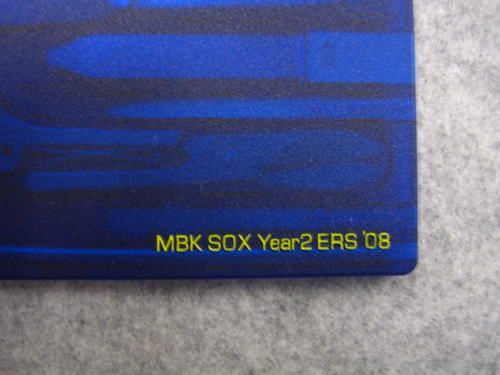 MBK SOX Year2 ERS '08